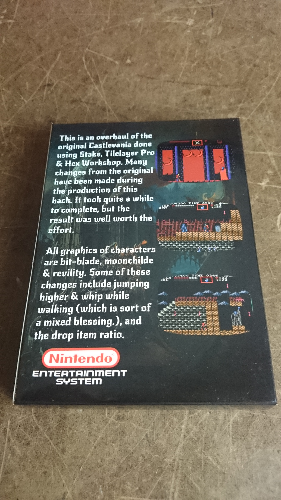 This is an overhaul of the
original Castlevania done
using Stake, Tilelayer Pro
& Hex Workshop. Many
changes from the original
have been made during
the production of this
hack. It took quite a while
to complete, but the
result was well worth the
effort.
All graphics of characters
are bit-blade, moonchilde
& revility. Some of these
changes include jumping
higher & whip while
walking (which is sort of
a mixed blessing.), and
the drop item ratio.
Nintendo
ENTERTAINMENT
SYSTEM